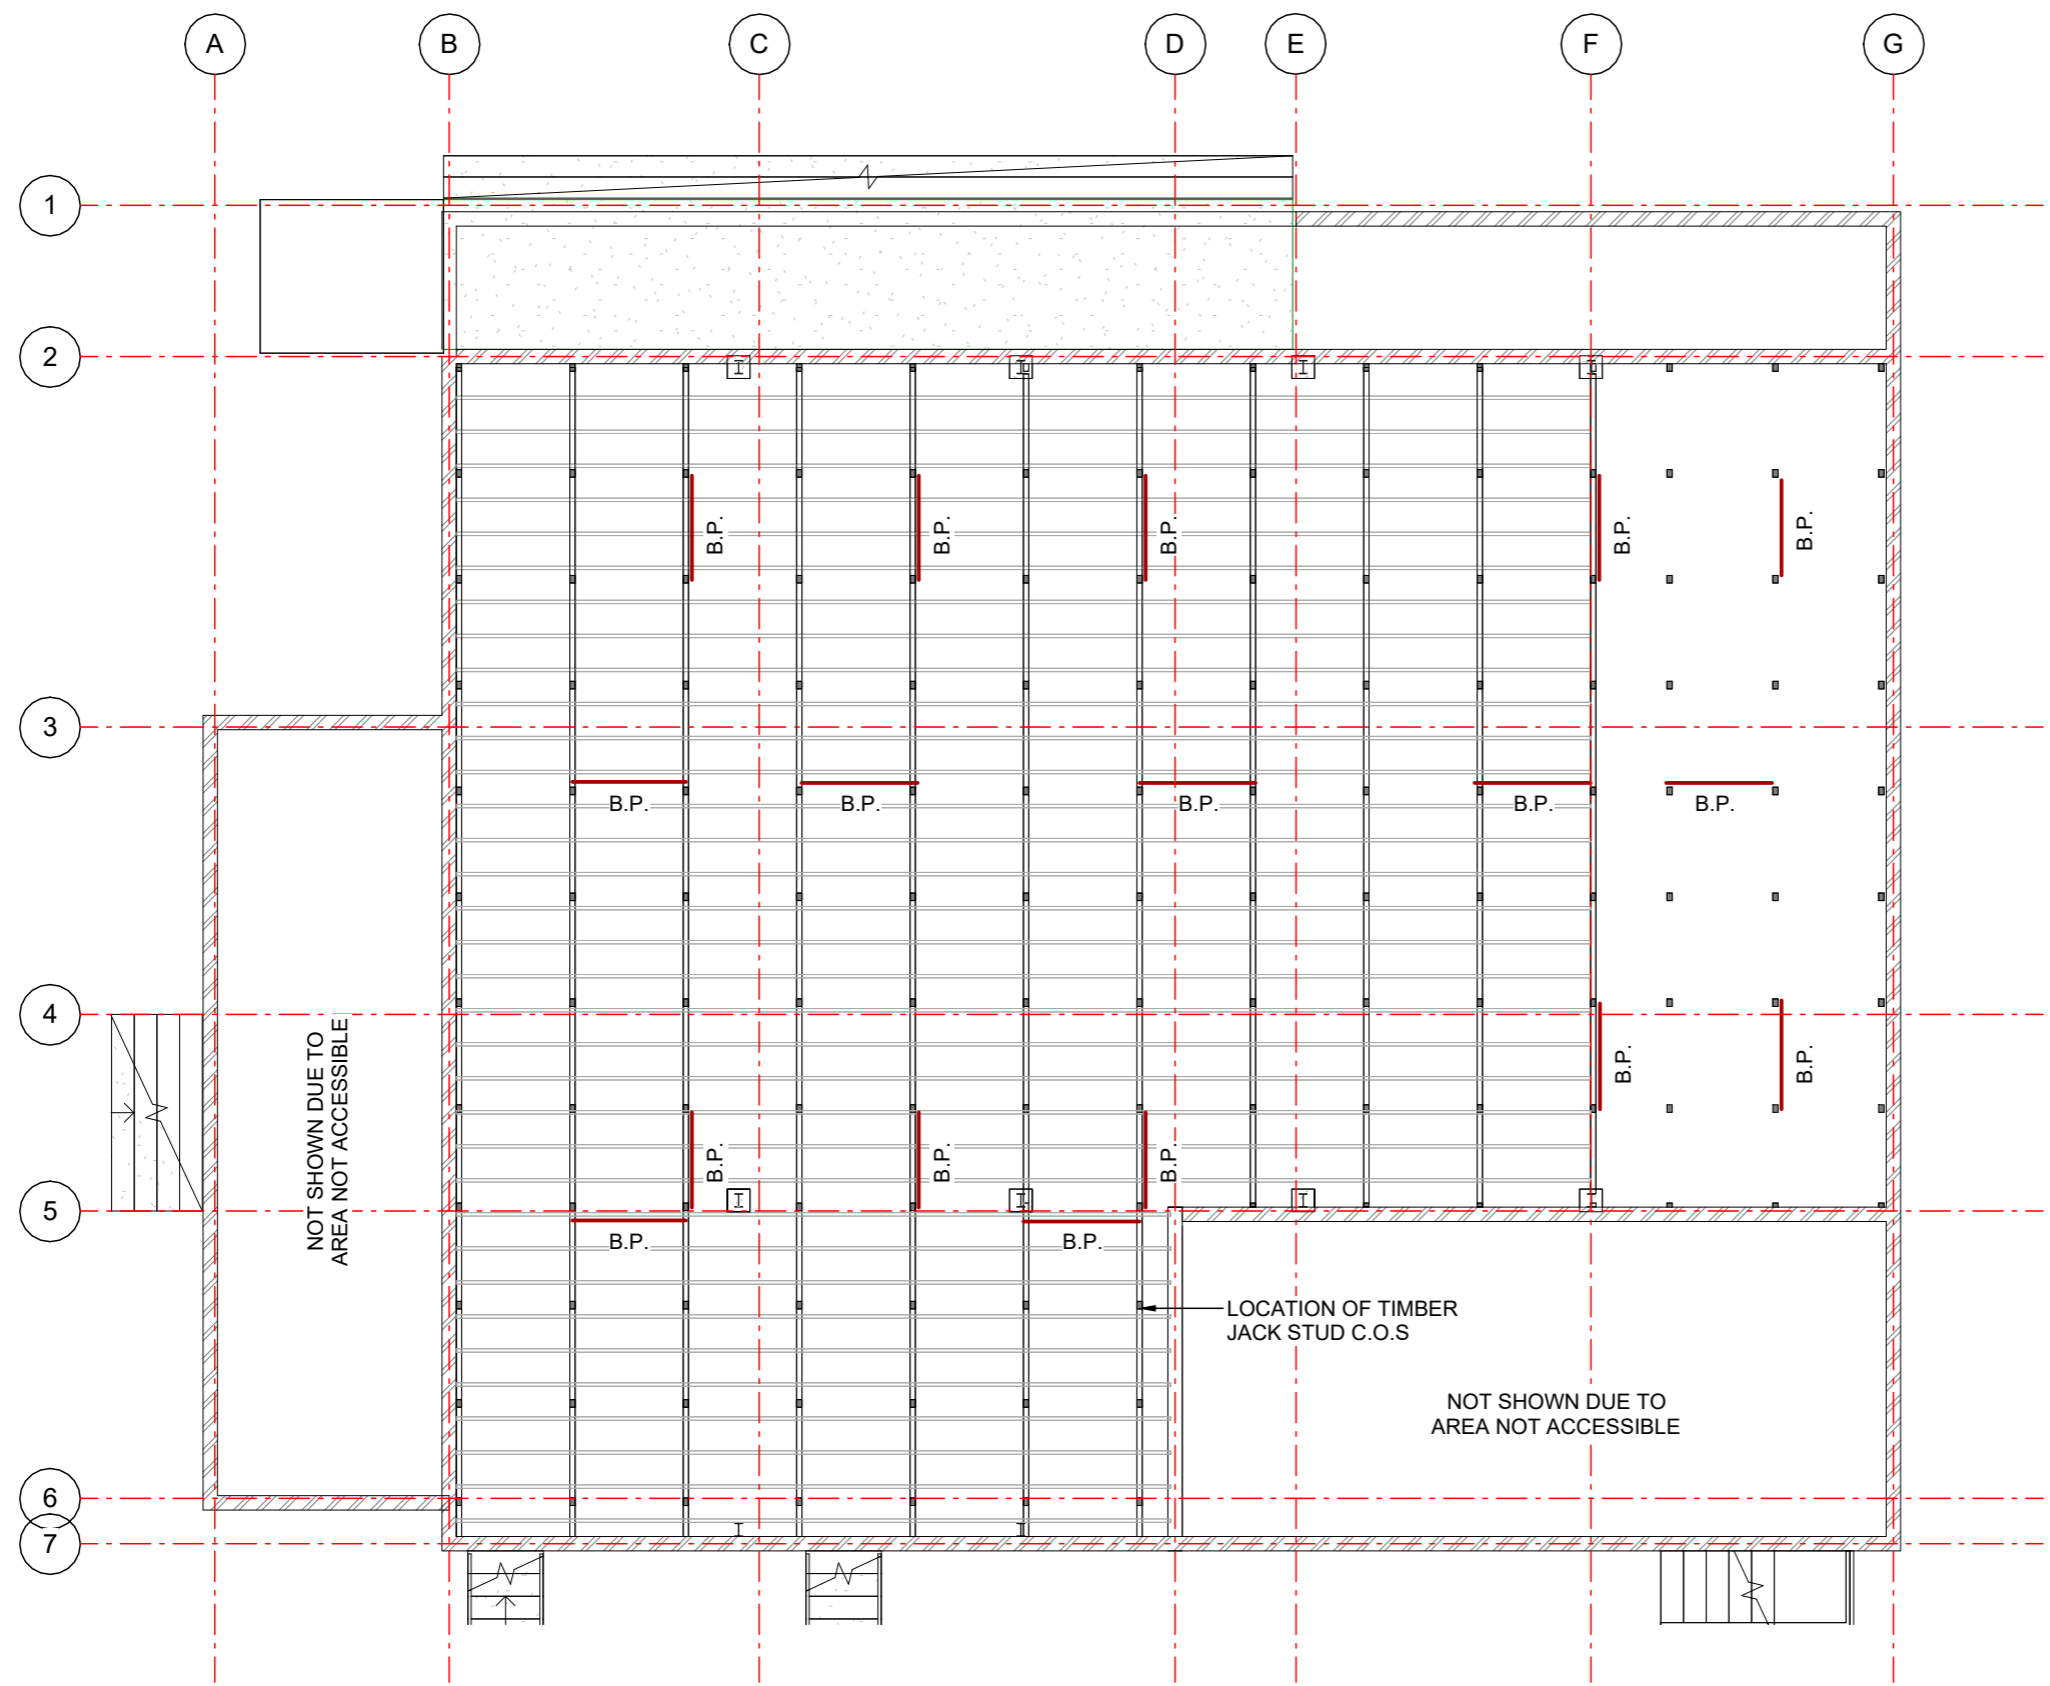 A
B
C
D
E
F
G
1
2
B.P.
B.P.
B.P.
B.P.
B.P.
3
B.P.
B.P.
B.P.
B.P.
B.P.
4
NOT SHOWN DUE TO
AREA NOT ACCESSIBLE
B.P.
B.P.
B.P.
B.P.
B.P.
5
B.P.
B.P.
LOCATION OF TIMBER
JACK STUD C.O.S
NOT SHOWN DUE TO
AREA NOT ACCESSIBLE
6
7